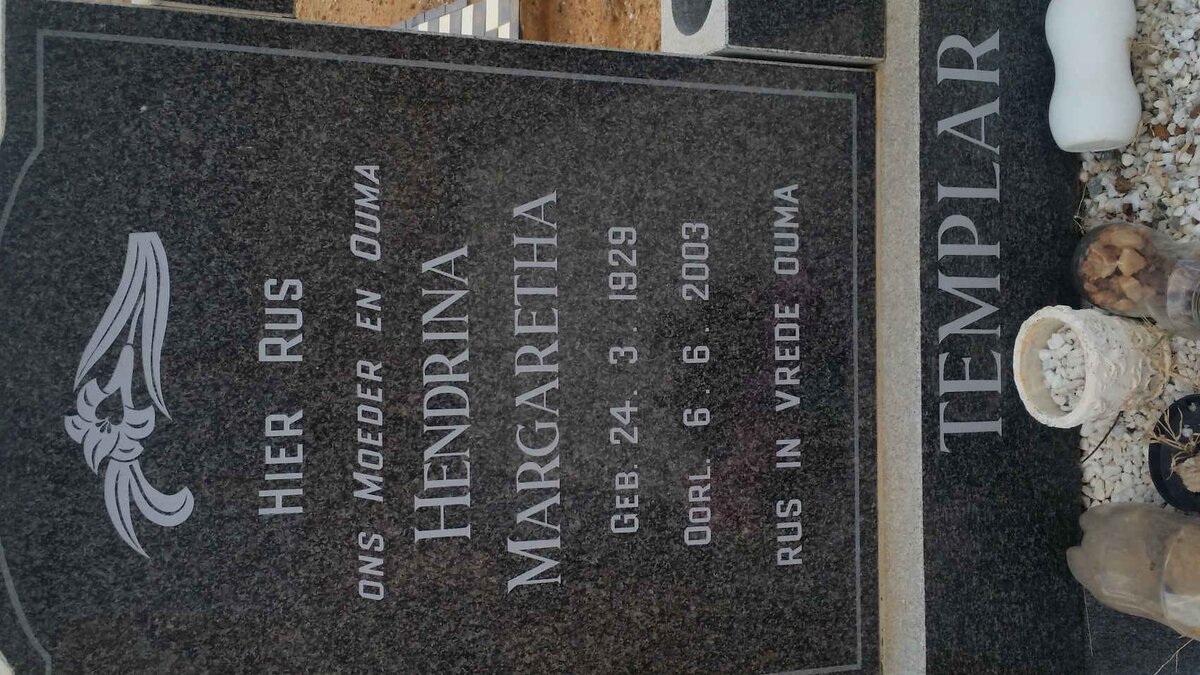 HIER RUS
ONS MOEDER EN OUMA
HENDRINA
MARGARETHA
GEB. 24. 3. 1929
OORL. 6. 6. 2003
RUS IN VREDE OUMA
TEMPLAR